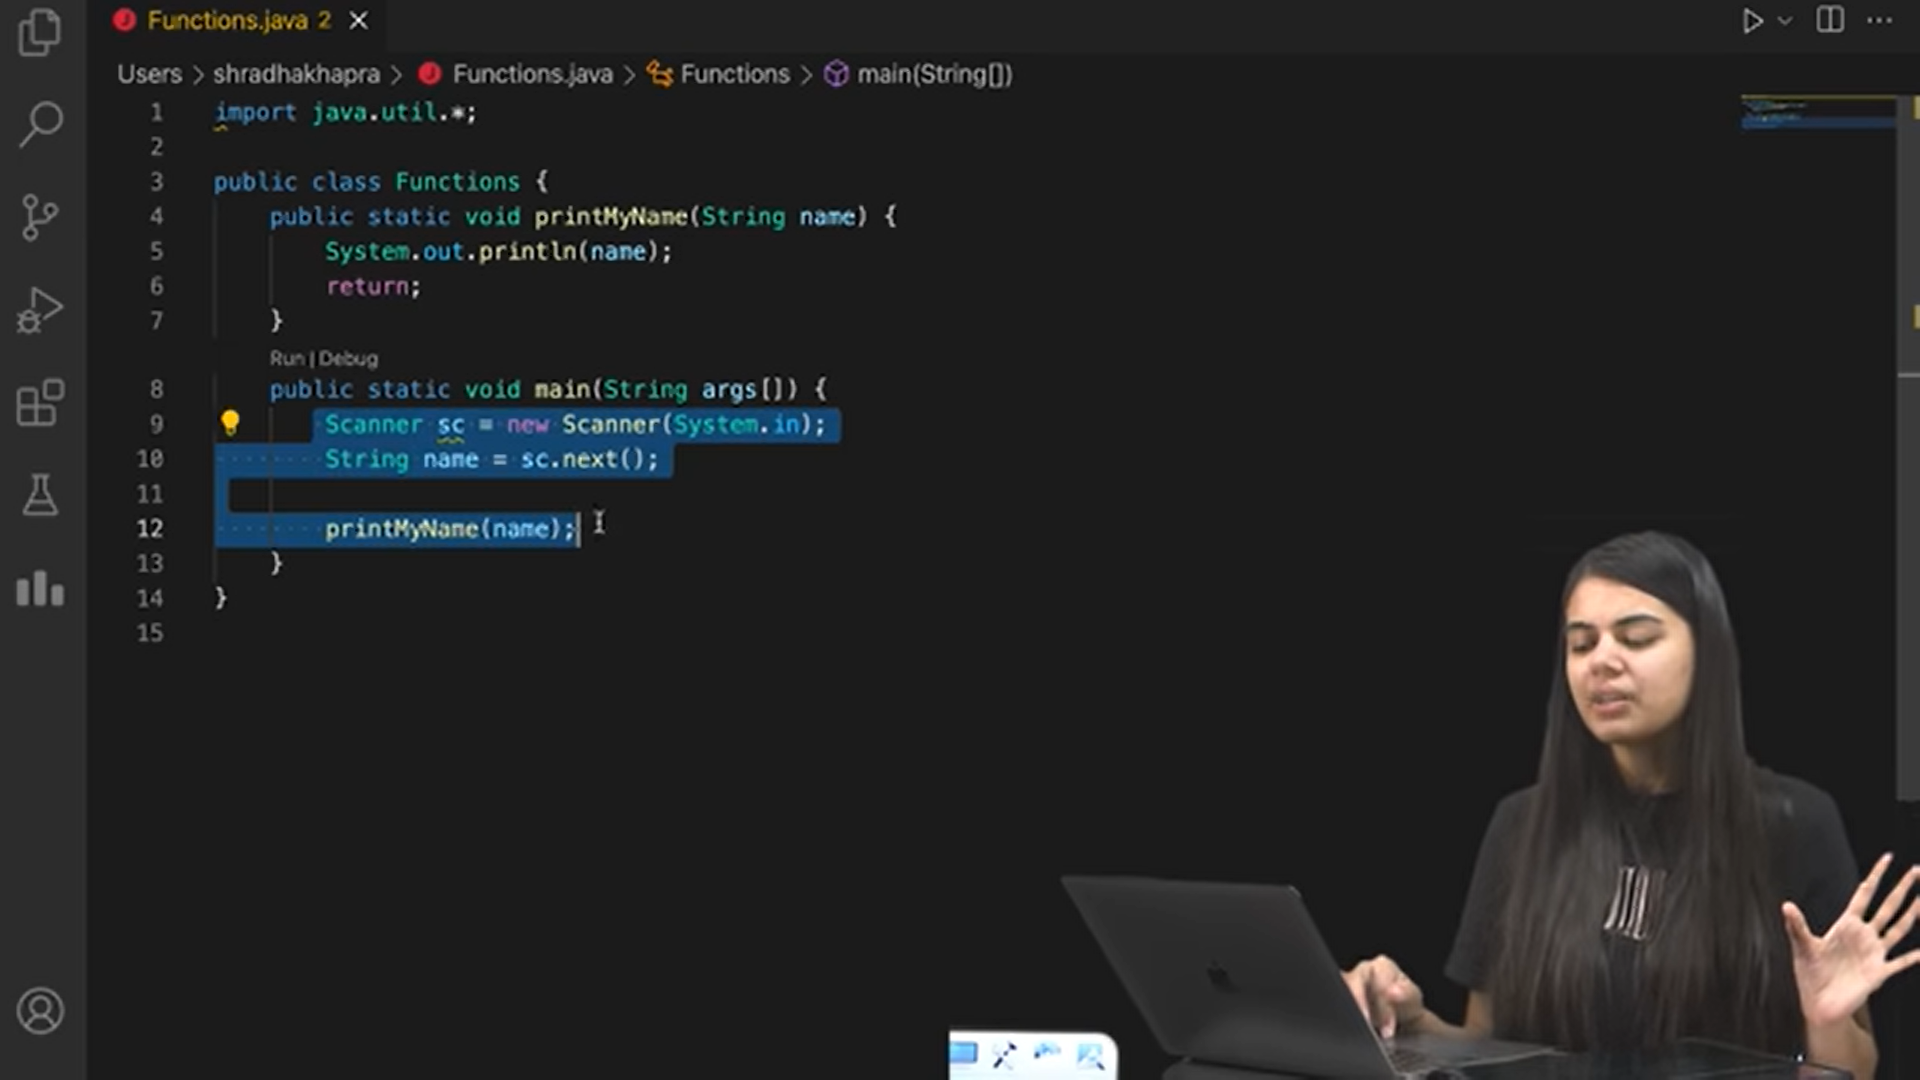 Functions.java 2
Users > shradhakhapra > Functions.java > Functions > main(String[])
1 import java.util.*;
2
3 public class Functions {
4 public static void printMyName(String name) {
5 System.out.println(name);
6 return;
7 }
Run | Debug
8 public static void main(String args[]) {
9 Scanner sc = new Scanner(System.in);
10 String name = sc.next();
11
12 printMyName(name);
13 }
14 }
15